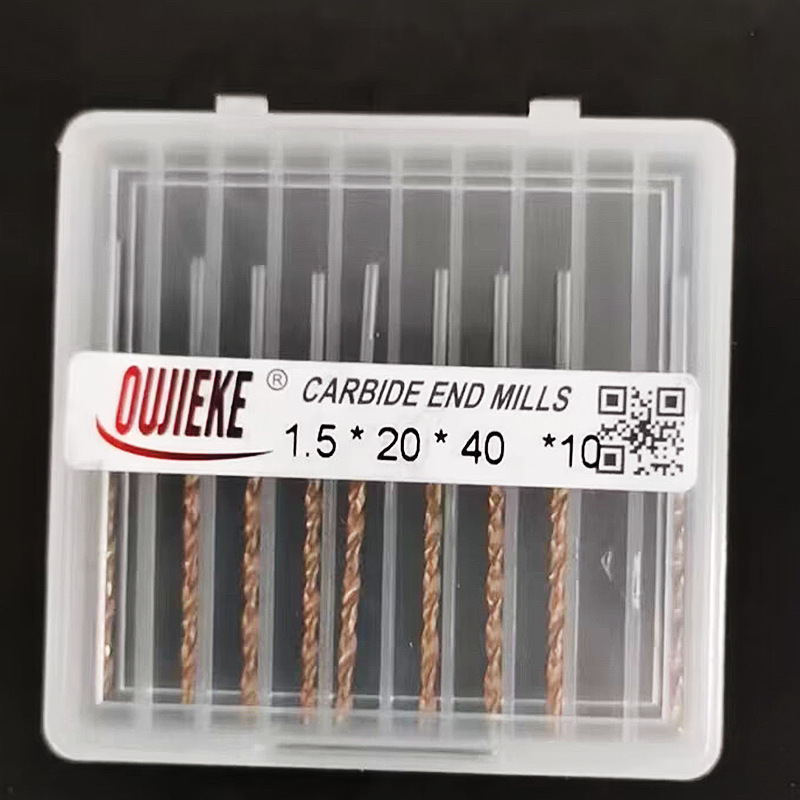 OUJIEKE ® CARBIDE END MILLS
1.5 * 20 * 40 *10